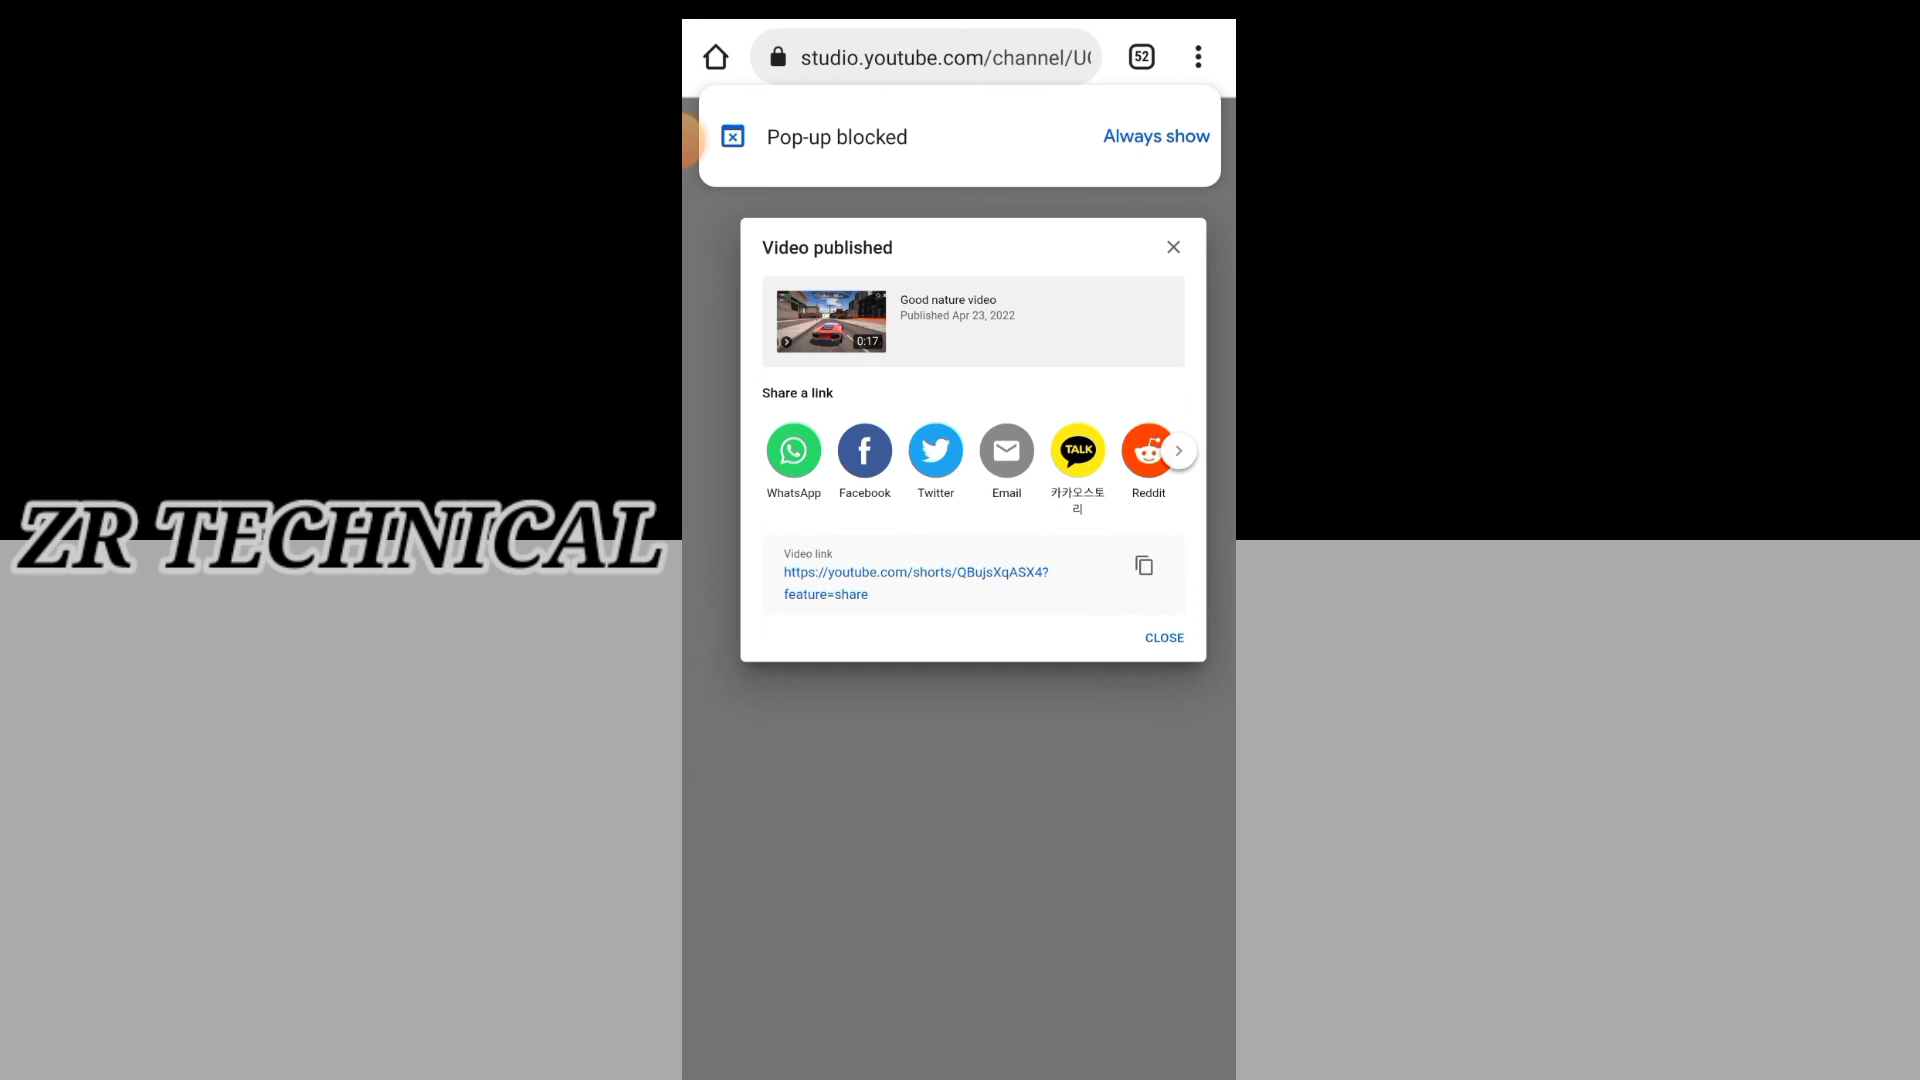 studio.youtube.com/channel/U
52
Pop-up blocked
Always show
Video published
Good nature video
Published Apr 23, 2022
0:17
Share a link
TALK
WhatsApp
Facebook
Twitter
Email
카카오스토
리
Reddit
ZR TECHNICAL
Video link
https://youtube.com/shorts/QBujsXqASX4?
feature=share
CLOSE